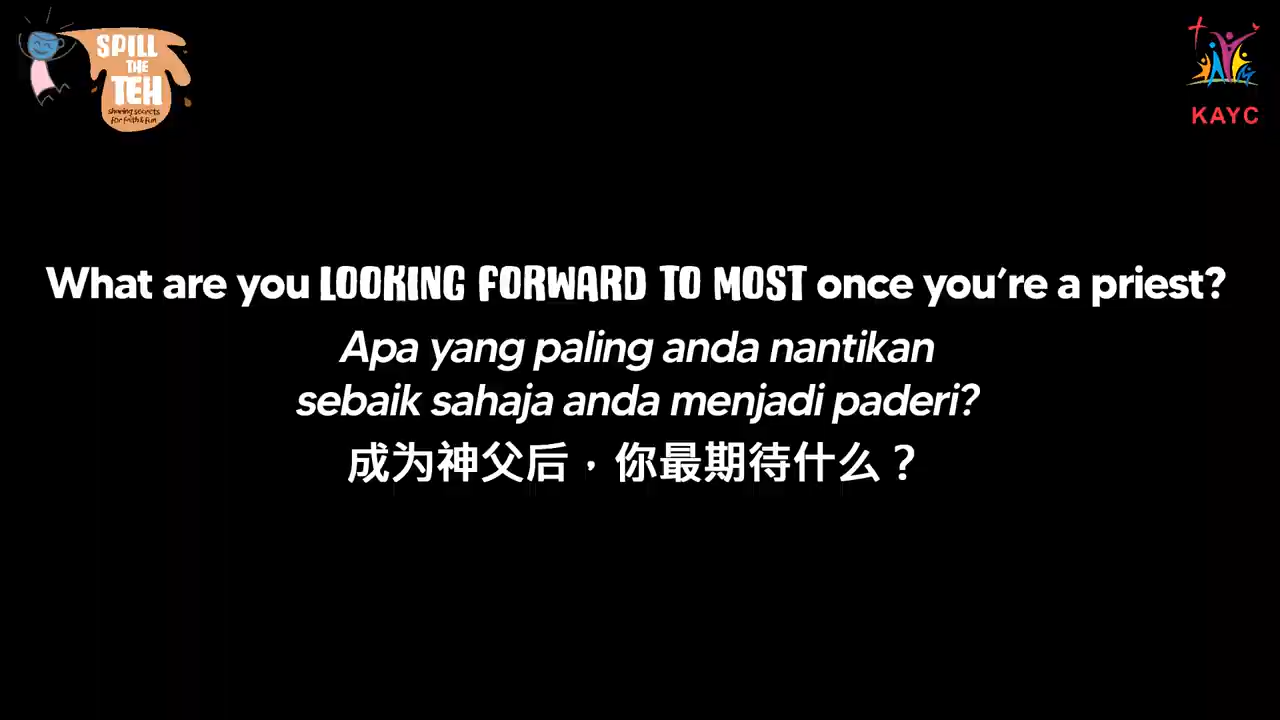 SPILL
THE
TEH
sharing secrets
for faith & fun
KAYC
What are you LOOKING FORWARD TO MOST once you're a priest?
Apa yang paling anda nantikan
sebaik sahaja anda menjadi paderi?
成为神父后，你最期待什么？